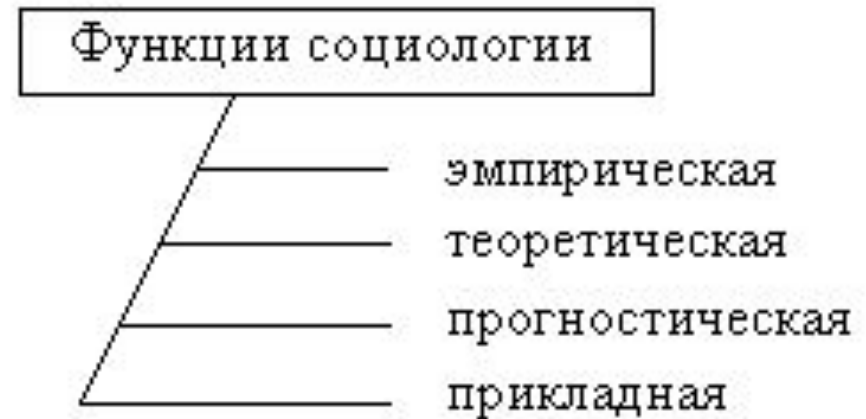 Функции социологии
эмпирическая
теоретическая
прогностическая
прикладная